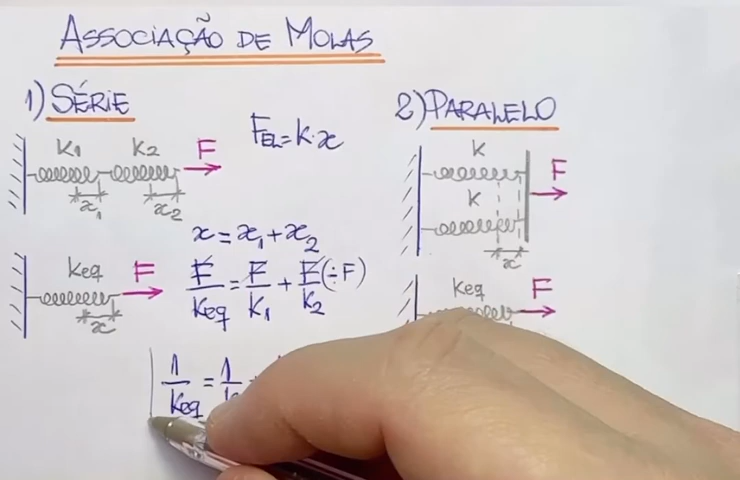 ASSOCIAÇÃO DE MOLAS
1) SÉRIE
K1 K2 F
x1 x2
FEL=K·x
x=x1+x2
Keq F
x
F/Keq=F/K1+F/K2(÷F)
1/Keq=1/
2) PARALELO
K F
K
x
Keq F